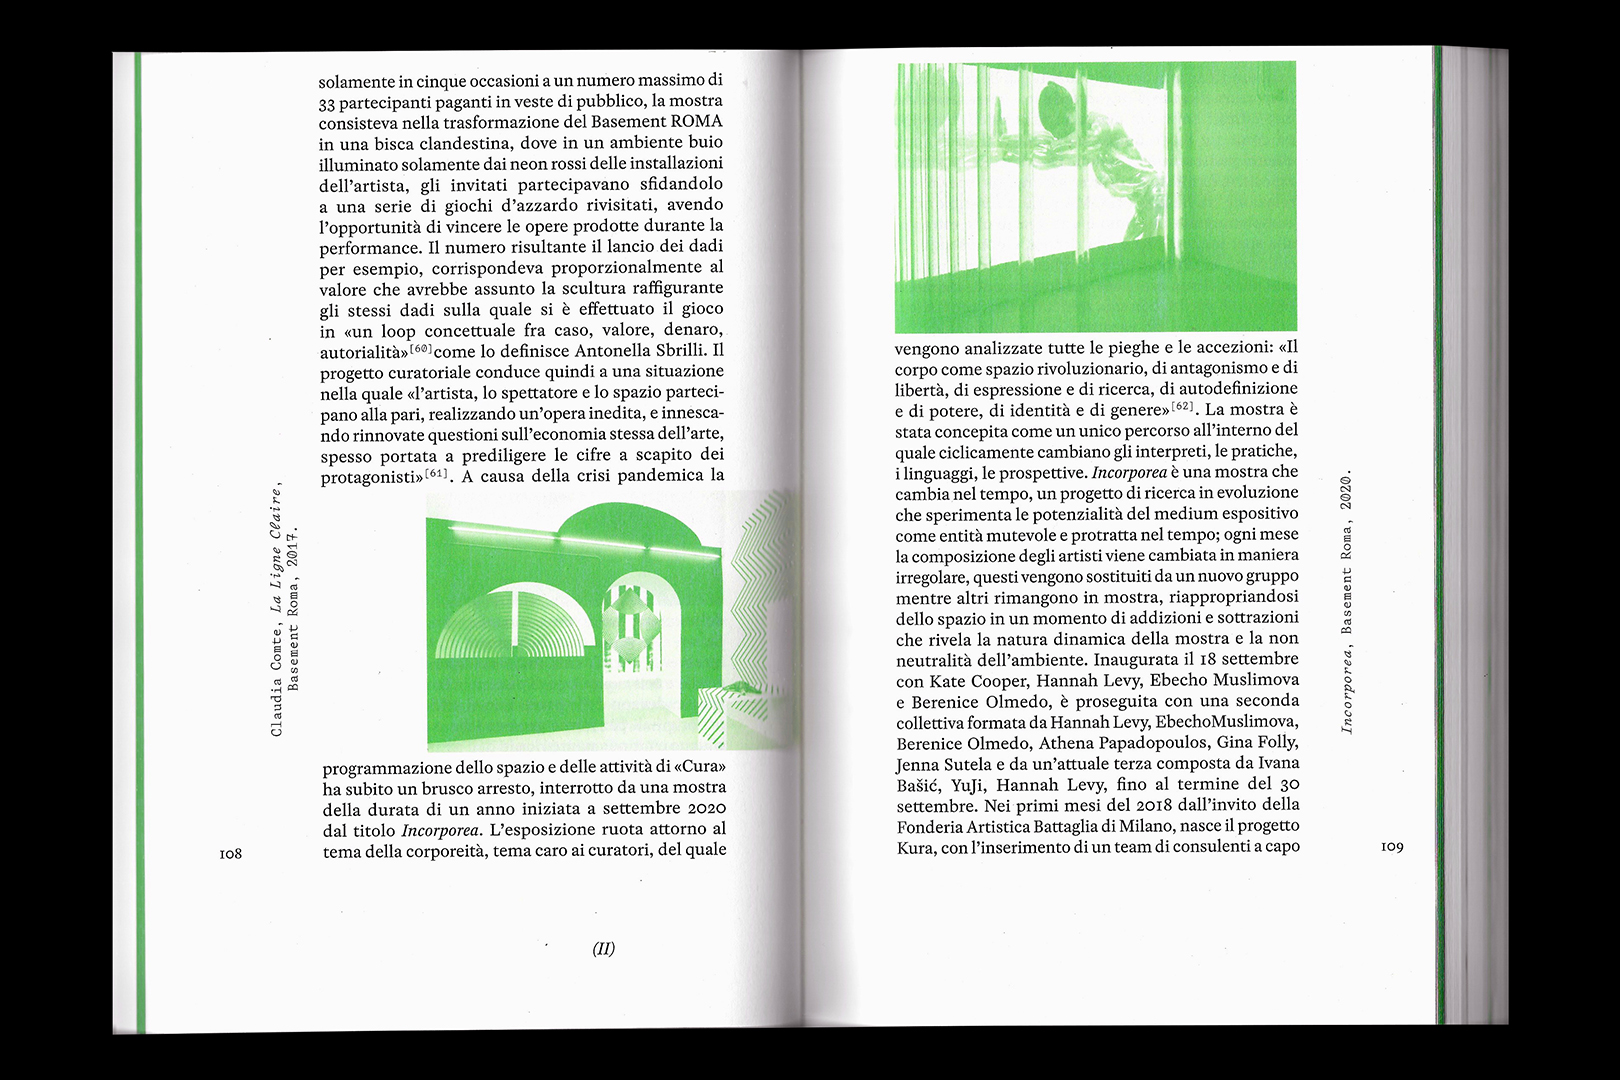 solamente in cinque occasioni a un numero massimo di
33 partecipanti paganti in veste di pubblico, la mostra
consisteva nella trasformazione del Basement ROMA
in una bisca clandestina, dove in un ambiente buio
illuminato solamente dai neon rossi delle installazioni
dell'artista, gli invitati partecipavano sfidandolo
a una serie di giochi d'azzardo rivisitati, avendo
l'opportunità di vincere le opere prodotte durante la
performance. Il numero risultante il lancio dei dadi
per esempio, corrispondeva proporzionalmente al
valore che avrebbe assunto la scultura raffigurante
gli stessi dadi sulla quale si è effettuato il gioco
in «un loop concettuale fra caso, valore, denaro,
autorialità»[60]come lo definisce Antonella Sbrilli. Il
progetto curatoriale conduce quindi a una situazione
nella quale «l'artista, lo spettatore e lo spazio parteci-
pano alla pari, realizzando un'opera inedita, e innesca-
ndo rinnovate questioni sull'economia stessa dell'arte,
spesso portata a prediligere le cifre a scapito dei
protagonisti»[61]. A causa della crisi pandemica la
Claudia Comte, La Ligne Claire,
Basement Roma, 2017.
programmazione dello spazio e delle attività di «Cura»
ha subito un brusco arresto, interrotto da una mostra
della durata di un anno iniziata a settembre 2020
dal titolo Incorporea. L'esposizione ruota attorno al
tema della corporeità, tema caro ai curatori, del quale
108
(II)
vengono analizzate tutte le pieghe e le accezioni: «Il
corpo come spazio rivoluzionario, di antagonismo e di
libertà, di espressione e di ricerca, di autodefinizione
e di potere, di identità e di genere»[62]. La mostra è
stata concepita come un unico percorso all'interno del
quale ciclicamente cambiano gli interpreti, le pratiche,
i linguaggi, le prospettive. Incorporea è una mostra che
cambia nel tempo, un progetto di ricerca in evoluzione
che sperimenta le potenzialità del medium espositivo
come entità mutevole e protratta nel tempo; ogni mese
la composizione degli artisti viene cambiata in maniera
irregolare, questi vengono sostituiti da un nuovo gruppo
mentre altri rimangono in mostra, riappropriandosi
dello spazio in un momento di addizioni e sottrazioni
che rivela la natura dinamica della mostra e la non
neutralità dell'ambiente. Inaugurata il 18 settembre
con Kate Cooper, Hannah Levy, Ebecho Muslimova
e Berenice Olmedo, è proseguita con una seconda
collettiva formata da Hannah Levy, EbechoMuslimova,
Berenice Olmedo, Athena Papadopoulos, Gina Folly,
Jenna Sutela e da un'attuale terza composta da Ivana
Bašić, YuJi, Hannah Levy, fino al termine del 30
settembre. Nei primi mesi del 2018 dall'invito della
Fonderia Artistica Battaglia di Milano, nasce il progetto
Kura, con l'inserimento di un team di consulenti a capo
Incorporea, Basement Roma, 2020.
109